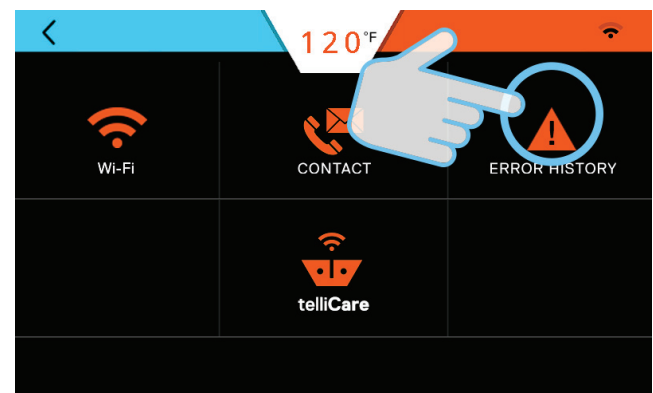 120°F
Wi-Fi
CONTACT
ERROR HISTORY
telliCare